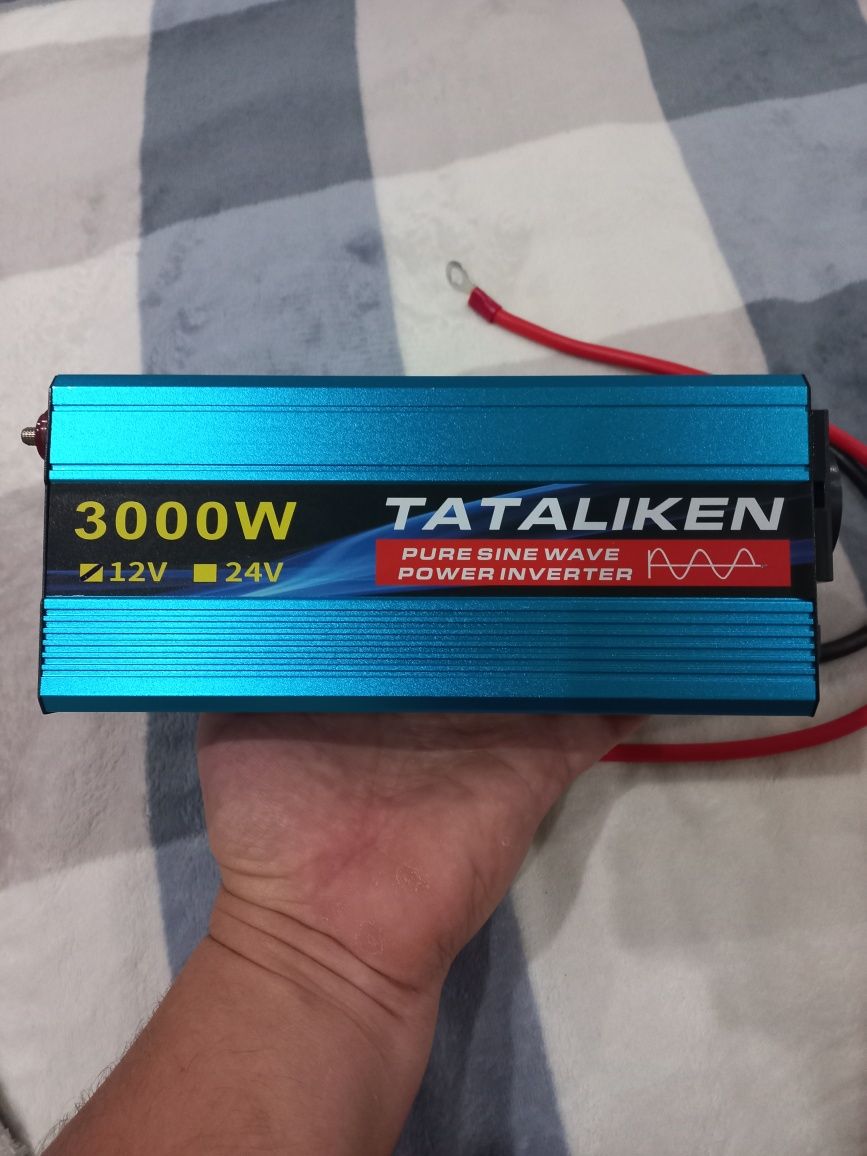 3000W
12V 24V
TATALIKEN
PURE SINE WAVE
POWER INVERTER